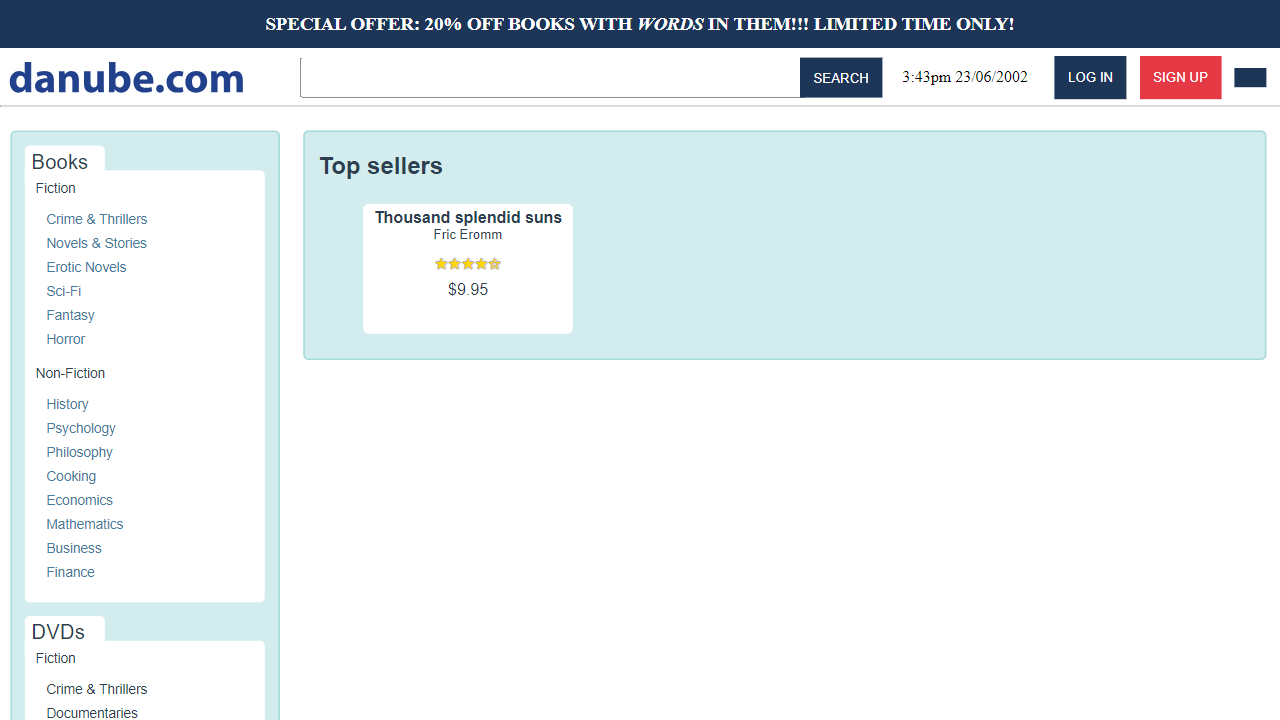 SPECIAL OFFER: 20% OFF BOOKS WITH WORDS IN THEM!!! LIMITED TIME ONLY!
danube.com
SEARCH
3:43pm 23/06/2002
LOG IN
SIGN UP
Books
Fiction
Crime & Thrillers
Novels & Stories
Erotic Novels
Sci-Fi
Fantasy
Horror
Non-Fiction
History
Psychology
Philosophy
Cooking
Economics
Mathematics
Business
Finance
DVDs
Fiction
Crime & Thrillers
Documentaries
Top sellers
Thousand splendid suns
Fric Eromm
$9.95